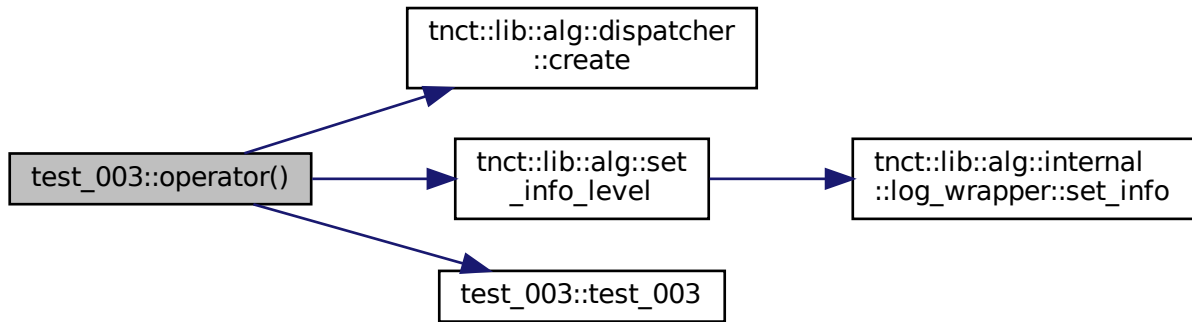 tnct::lib::alg::dispatcher
::create
test_003::operator()
tnct::lib::alg::set
_info_level
tnct::lib::alg::internal
::log_wrapper::set_info
test_003::test_003